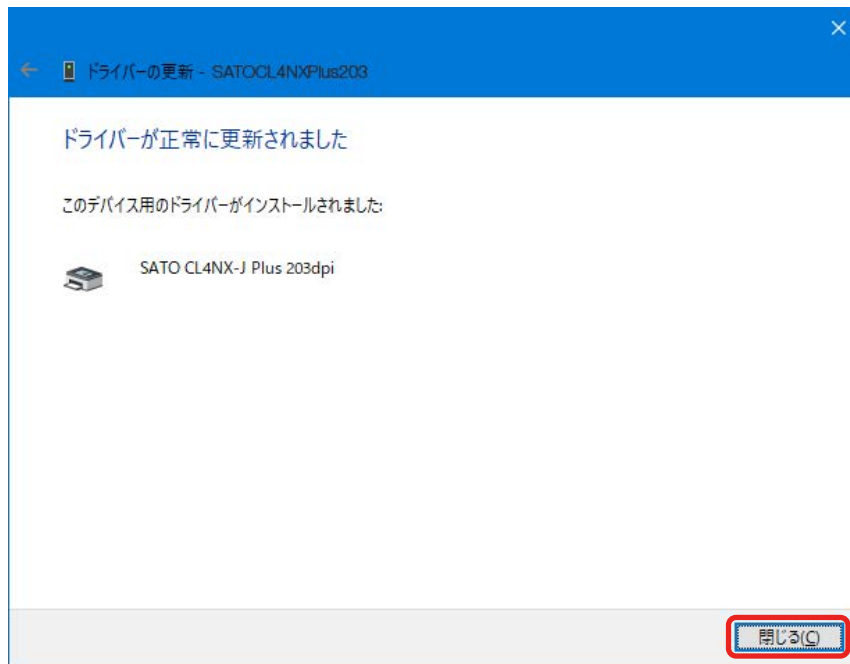 ドライバーの更新 - SATOCL4NXPlus203
ドライバーが正常に更新されました
このデバイス用のドライバーがインストールされました:
SATO CL4NX-J Plus 203dpi
閉じる(C)